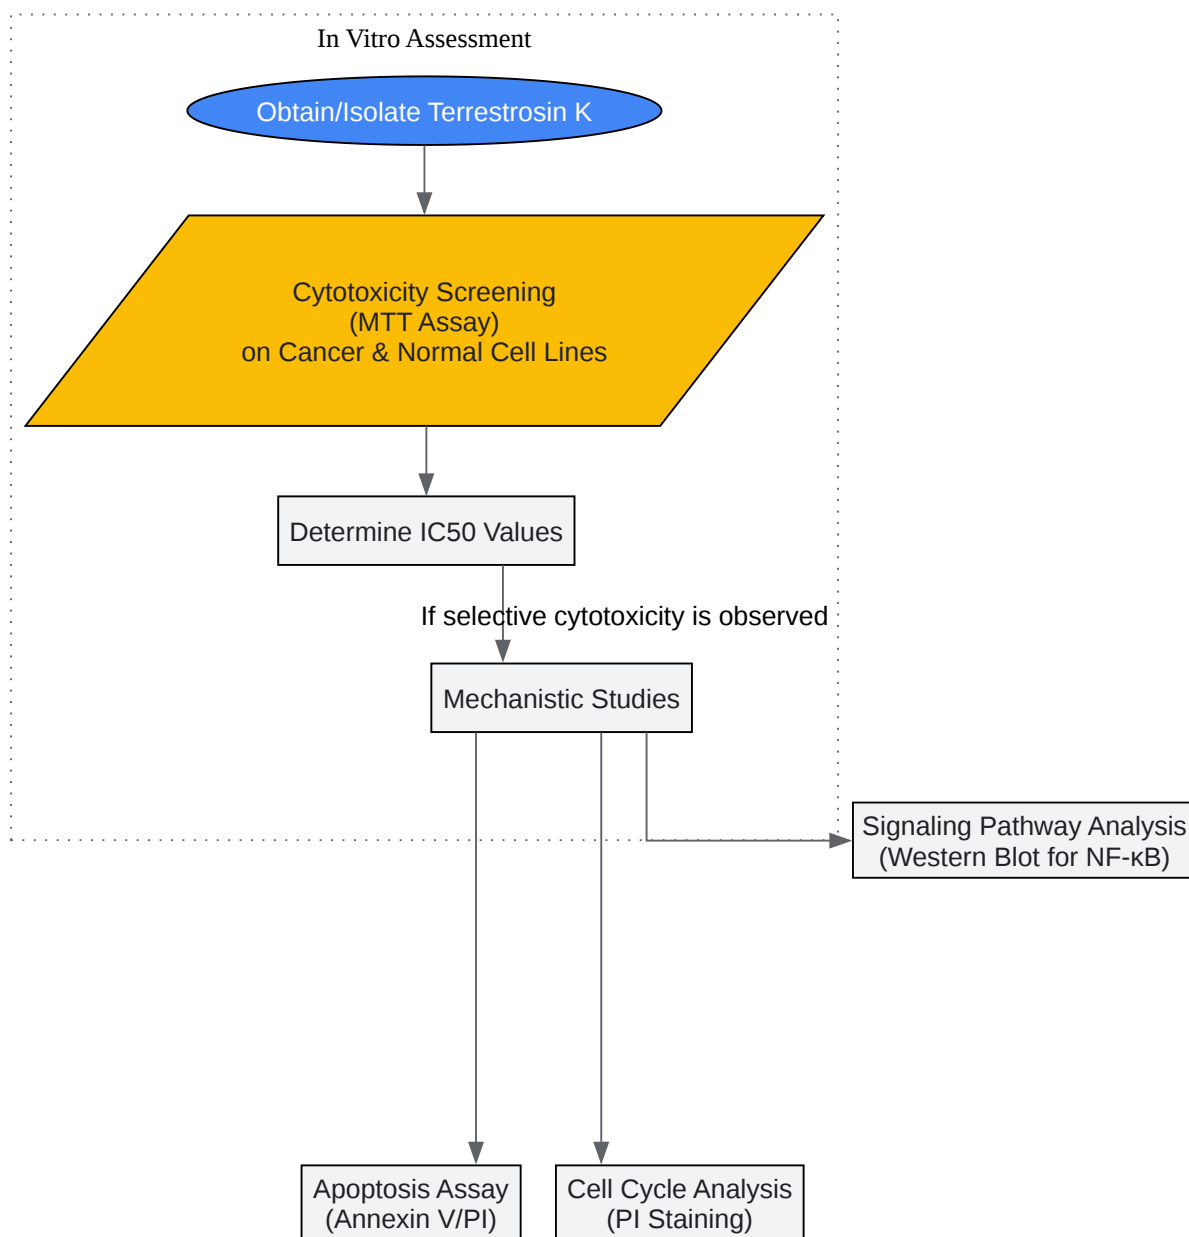 In Vitro Assessment
Obtain/Isolate Terrestrosin K
Cytotoxicity Screening
(MTT Assay)
on Cancer & Normal Cell Lines
Determine IC50 Values
If selective cytotoxicity is observed
Mechanistic Studies
Signaling Pathway Analysis
(Western Blot for NF-κB)
Apoptosis Assay
(Annexin V/PI)
Cell Cycle Analysis
(PI Staining)